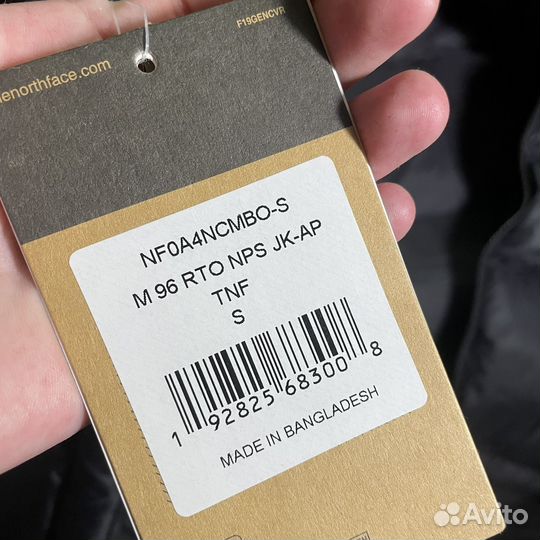 F19GENCVR
enorthface.com
NF0A4NCMBO-S
M 96 RTO NPS JK-AP
TNF
S
1 92825 68300 8
MADE IN BANGLADESH
Avito